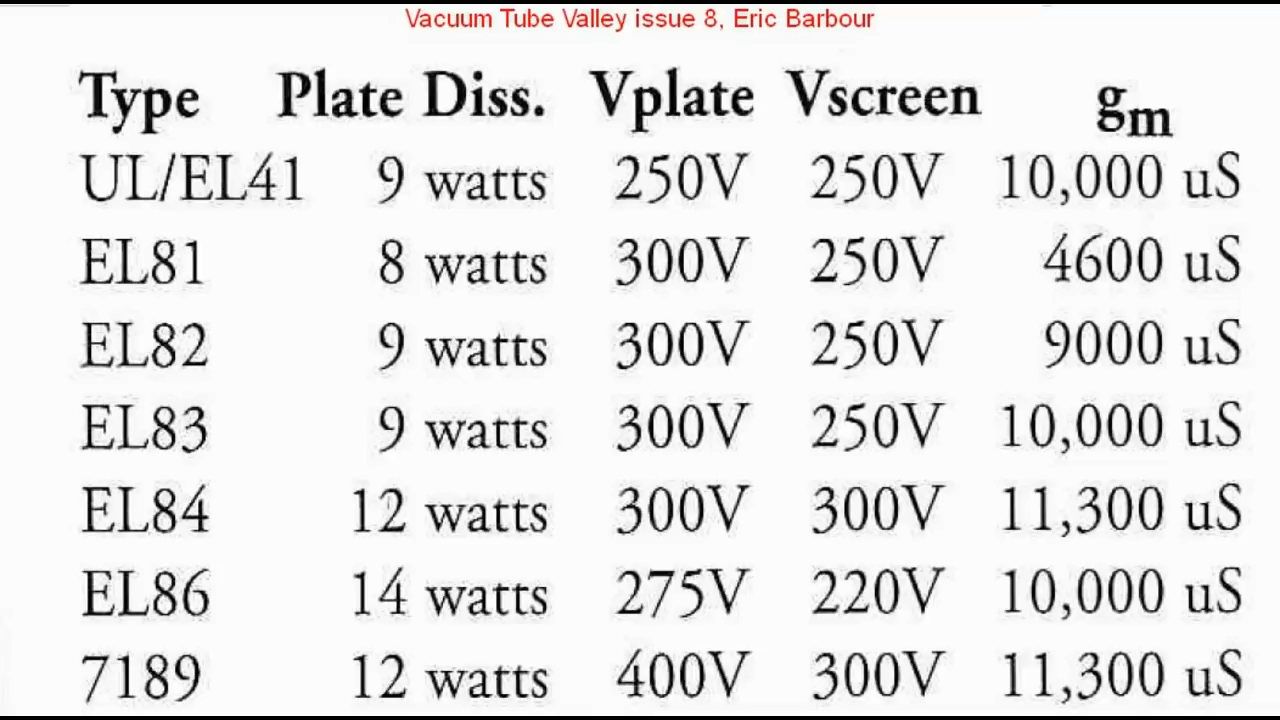 Vacuum Tube Valley issue 8, Eric Barbour
Type Plate Diss. Vplate Vscreen gm
UL/EL41 9 watts 250V 250V 10,000 uS
EL81 8 watts 300V 250V 4600 uS
EL82 9 watts 300V 250V 9000 uS
EL83 9 watts 300V 250V 10,000 uS
EL84 12 watts 300V 300V 11,300 uS
EL86 14 watts 275V 220V 10,000 uS
7189 12 watts 400V 300V 11,300 uS